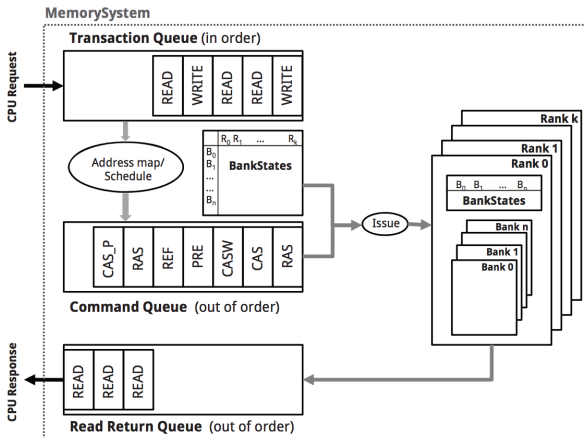 MemorySystem
Transaction Queue (in order)
CPU Request
READ
WRITE
READ
READ
WRITE
Address map/
Schedule
R0 R1 ... Rk
B0
B1
...
...
Bn
BankStates
CAS_P
RAS
REF
PRE
CASW
CAS
RAS
Command Queue (out of order)
Issue
Rank k
Rank 1
Rank 0
B0 B1 ... Bn
BankStates
Bank n
Bank 1
Bank 0
CPU Response
READ
READ
READ
Read Return Queue (out of order)